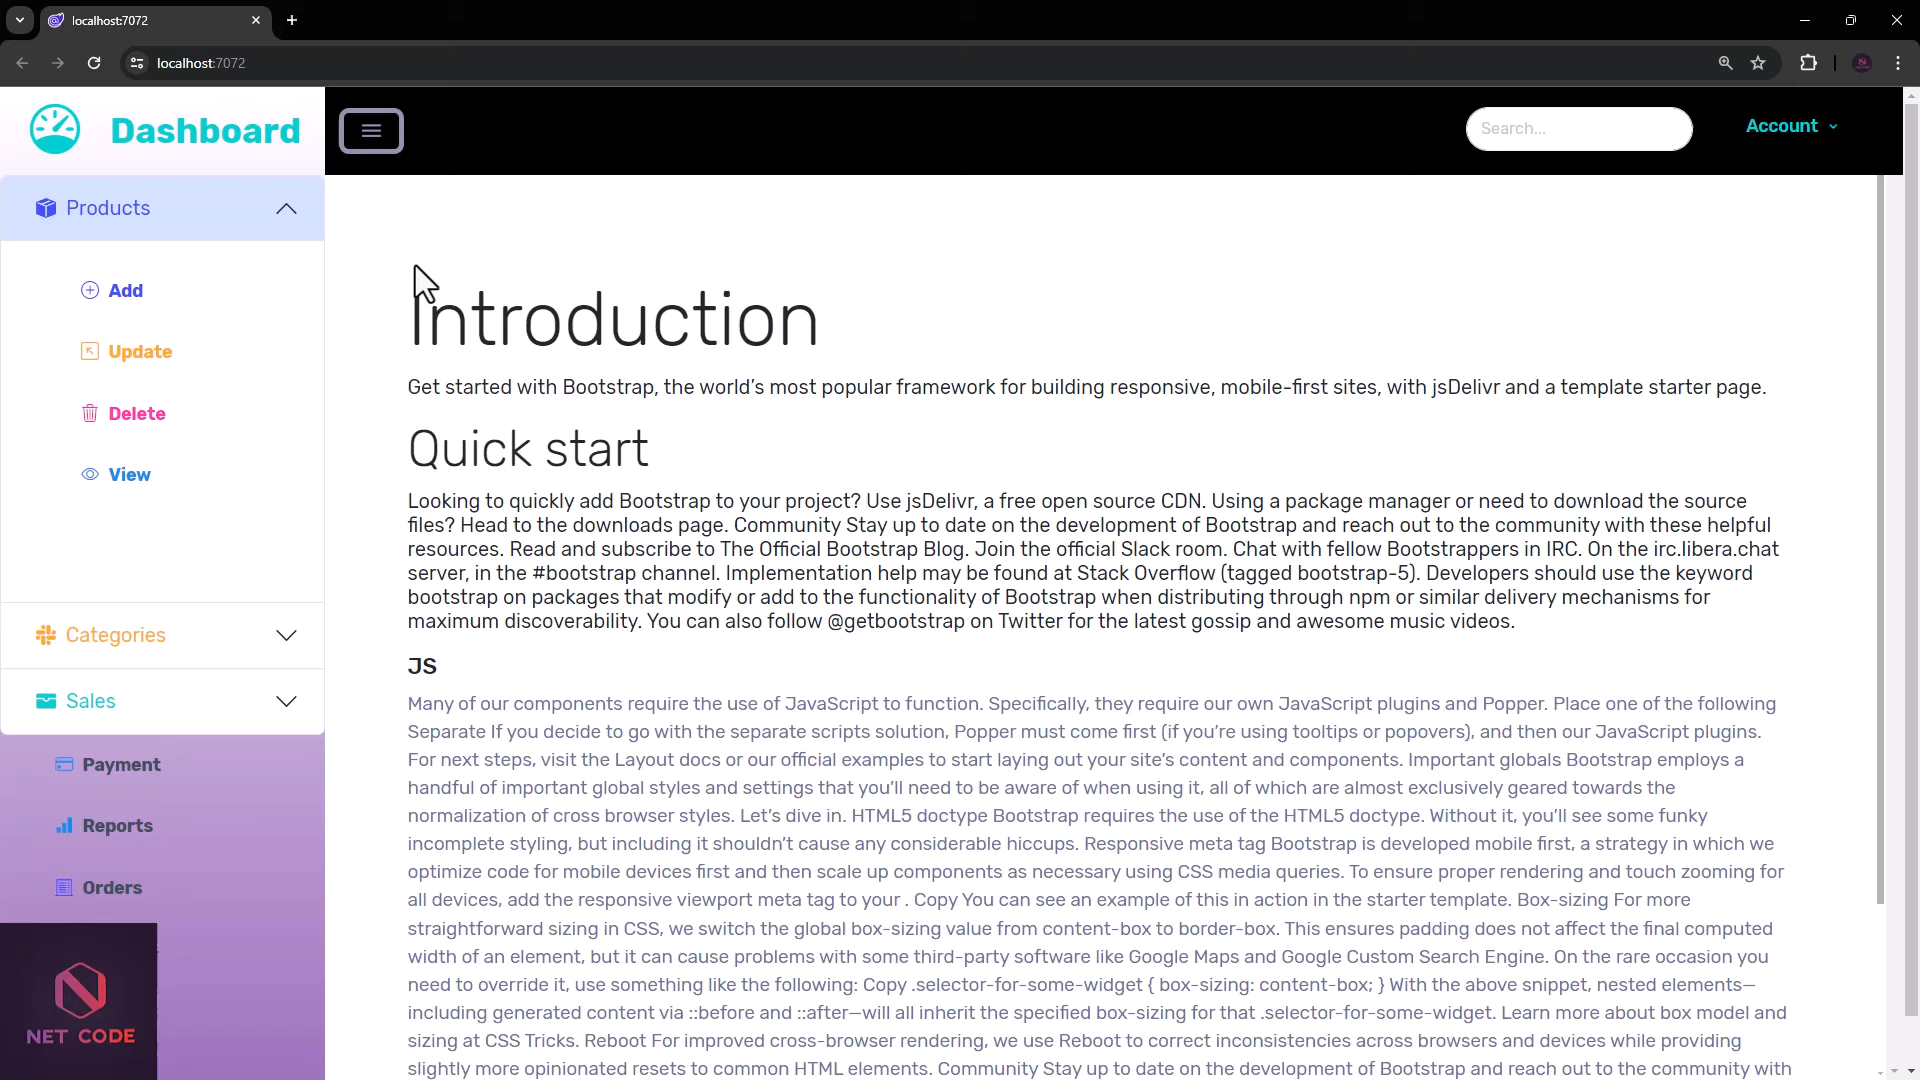 localhost:7072
localhost:7072
Dashboard
Search...
Account
Products
Add
Update
Delete
View
Categories
Sales
Payment
Reports
Orders
NET CODE
Introduction
Get started with Bootstrap, the world's most popular framework for building responsive, mobile-first sites, with jsDelivr and a template starter page.
Quick start
Looking to quickly add Bootstrap to your project? Use jsDelivr, a free open source CDN. Using a package manager or need to download the source
files? Head to the downloads page. Community Stay up to date on the development of Bootstrap and reach out to the community with these helpful
resources. Read and subscribe to The Official Bootstrap Blog. Join the official Slack room. Chat with fellow Bootstrappers in IRC. On the irc.libera.chat
server, in the #bootstrap channel. Implementation help may be found at Stack Overflow (tagged bootstrap-5). Developers should use the keyword
bootstrap on packages that modify or add to the functionality of Bootstrap when distributing through npm or similar delivery mechanisms for
maximum discoverability. You can also follow @getbootstrap on Twitter for the latest gossip and awesome music videos.
JS
Many of our components require the use of JavaScript to function. Specifically, they require our own JavaScript plugins and Popper. Place one of the following
Separate If you decide to go with the separate scripts solution, Popper must come first (if you're using tooltips or popovers), and then our JavaScript plugins.
For next steps, visit the Layout docs or our official examples to start laying out your site's content and components. Important globals Bootstrap employs a
handful of important global styles and settings that you'll need to be aware of when using it, all of which are almost exclusively geared towards the
normalization of cross browser styles. Let's dive in. HTML5 doctype Bootstrap requires the use of the HTML5 doctype. Without it, you'll see some funky
incomplete styling, but including it shouldn't cause any considerable hiccups. Responsive meta tag Bootstrap is developed mobile first, a strategy in which we
optimize code for mobile devices first and then scale up components as necessary using CSS media queries. To ensure proper rendering and touch zooming for
all devices, add the responsive viewport meta tag to your . Copy You can see an example of this in action in the starter template. Box-sizing For more
straightforward sizing in CSS, we switch the global box-sizing value from content-box to border-box. This ensures padding does not affect the final computed
width of an element, but it can cause problems with some third-party software like Google Maps and Google Custom Search Engine. On the rare occasion you
need to override it, use something like the following: Copy .selector-for-some-widget { box-sizing: content-box; } With the above snippet, nested elements—
including generated content via ::before and ::after—will all inherit the specified box-sizing for that .selector-for-some-widget. Learn more about box model and
sizing at CSS Tricks. Reboot For improved cross-browser rendering, we use Reboot to correct inconsistencies across browsers and devices while providing
slightly more opinionated resets to common HTML elements. Community Stay up to date on the development of Bootstrap and reach out to the community with